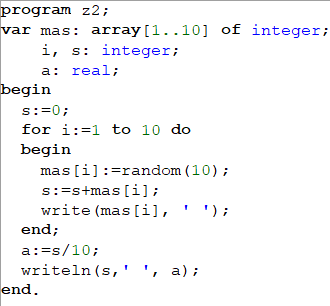 program z2;
var mas: array[1..10] of integer;
    i, s: integer;
    a: real;
begin
  s:=0;
  for i:=1 to 10 do
  begin
    mas[i]:=random(10);
    s:=s+mas[i];
    write(mas[i], ' ');
  end;
  a:=s/10;
  writeln(s,' ', a);
end.